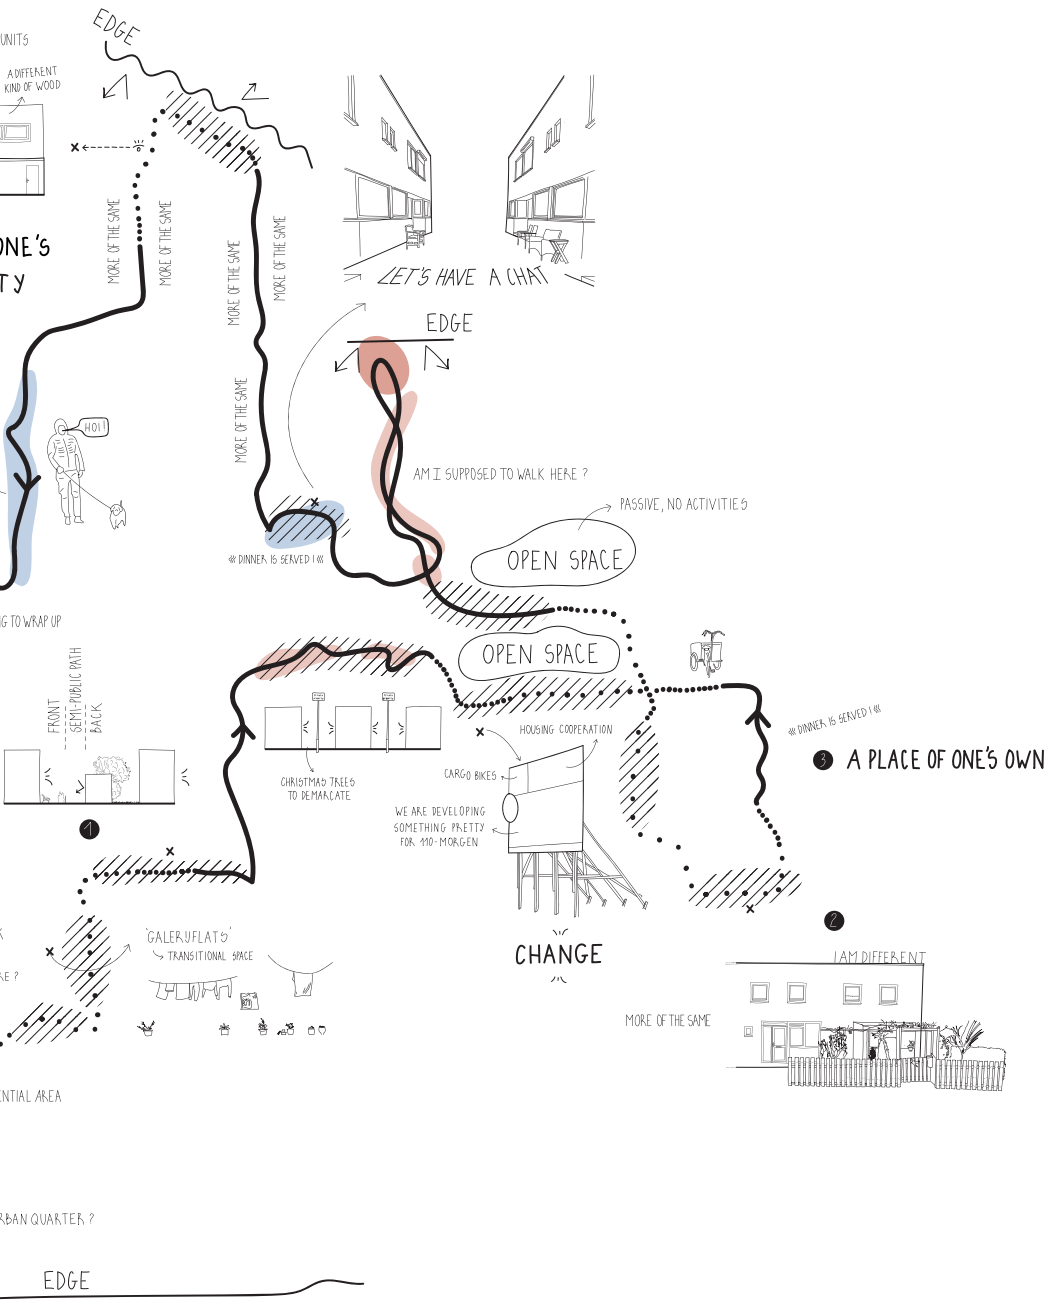 EDGE
UNITS
A DIFFERENT
KIND OF WOOD
MORE OF THE SAME
MORE OF THE SAME
MORE OF THE SAME
MORE OF THE SAME
MORE OF THE SAME
ONE'S
TY
LET'S HAVE A CHAT
EDGE
HOI!
AM I SUPPOSED TO WALK HERE ?
PASSIVE, NO ACTIVITIES
OPEN SPACE
‹‹‹ DINNER IS SERVED ! ‹‹‹
NG TO WRAP UP
OPEN SPACE
FRONT
SEMI-PUBLIC PATH
BACK
HOUSING COOPERATION
CARGO BIKES
‹‹‹ DINNER IS SERVED ! ‹‹‹
3 A PLACE OF ONE'S OWN
CHRISTMAS TREES
TO DEMARCATE
WE ARE DEVELOPING
SOMETHING PRETTY
FOR 110-MORGEN
1
2
'GALERIJFLATS'
TRANSITIONAL SPACE
CHANGE
RE ?
I AM DIFFERENT
MORE OF THE SAME
ENTIAL AREA
RBAN QUARTER ?
EDGE